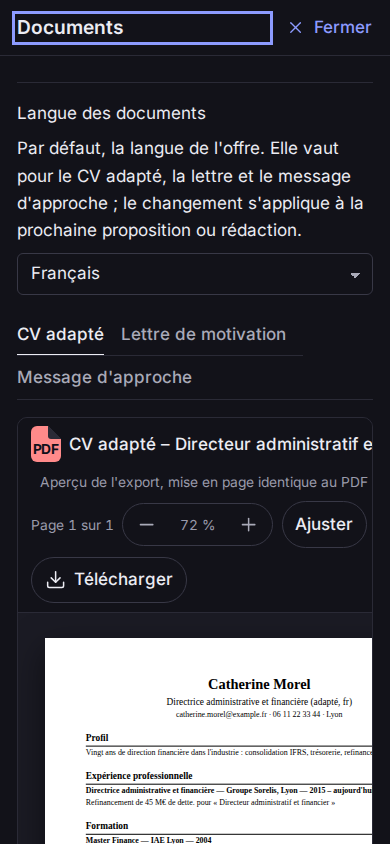 Documents
Fermer
Langue des documents
Par défaut, la langue de l'offre. Elle vaut
pour le CV adapté, la lettre et le message
d'approche ; le changement s'applique à la
prochaine proposition ou rédaction.
Français
CV adapté Lettre de motivation
Message d'approche
PDF CV adapté – Directeur administratif e
Aperçu de l'export, mise en page identique au PDF
Page 1 sur 1 − 72 % + Ajuster
Télécharger
Catherine Morel
Directrice administrative et financière (adapté, fr)
catherine.morel@example.fr · 06 11 22 33 44 · Lyon
Profil
Vingt ans de direction financière dans l'industrie : consolidation IFRS, trésorerie, refinance
Expérience professionnelle
Directrice administrative et financière — Groupe Sorelis, Lyon — 2015 – aujourd'hu
Refinancement de 45 M€ de dette. pour « Directeur administratif et financier »
Formation
Master Finance — IAE Lyon — 2004